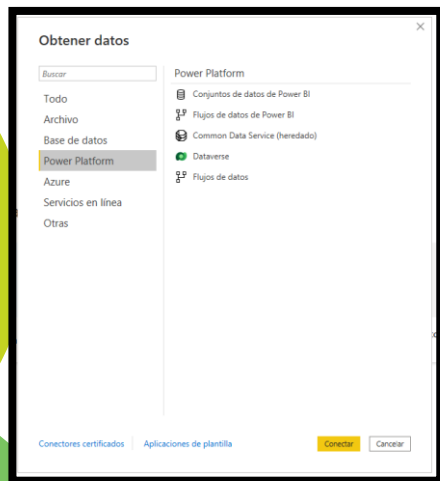 Obtener datos
Buscar
Todo
Archivo
Base de datos
Power Platform
Azure
Servicios en línea
Otras
Power Platform
Conjuntos de datos de Power BI
Flujos de datos de Power BI
Common Data Service (heredado)
Dataverse
Flujos de datos
Conectores certificados
Aplicaciones de plantilla
Conectar
Cancelar